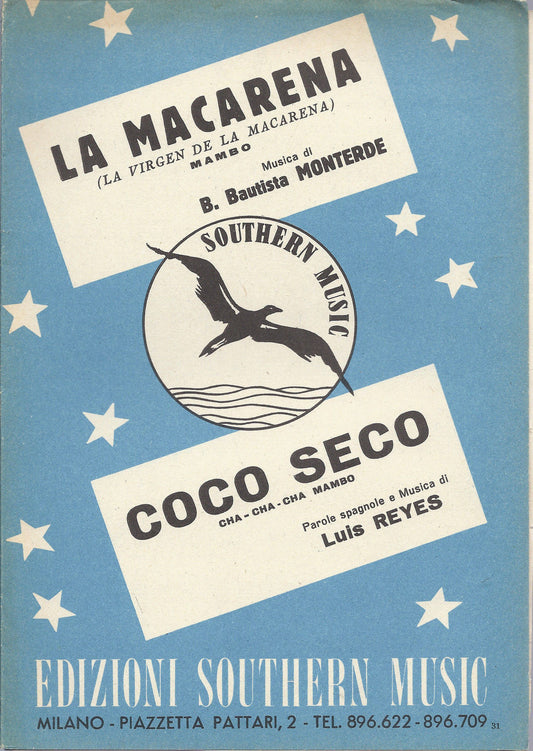 LA MACARENA
(LA VIRGEN DE LA MACARENA)
MAMBO
Musica di
B. Bautista MONTERDE
SOUTHERN MUSIC
COCO SECO
CHA-CHA-CHA MAMBO
Parole spagnole e Musica di
Luis REYES
EDIZIONI SOUTHERN MUSIC
MILANO - PIAZZETTA PATTARI, 2 - TEL. 896.622 - 896.709 31